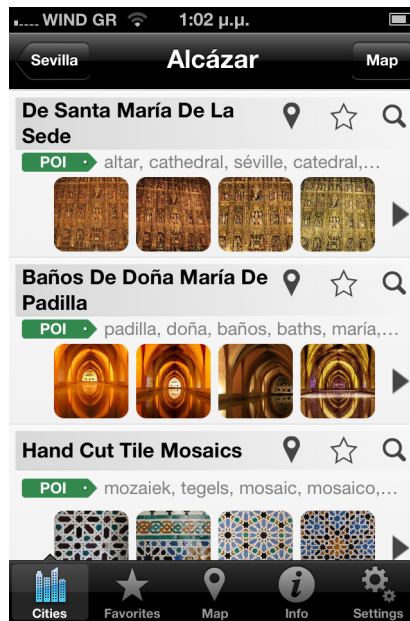 WIND GR 1:02 μ.μ.
Sevilla Alcázar Map
De Santa María De La
Sede
POI altar, cathedral, séville, catedral,...
Baños De Doña María De
Padilla
POI padilla, doña, baños, baths, maría,...
Hand Cut Tile Mosaics
POI mozaiek, tegels, mosaic, mosaico,...
Cities Favorites Map Info Settings